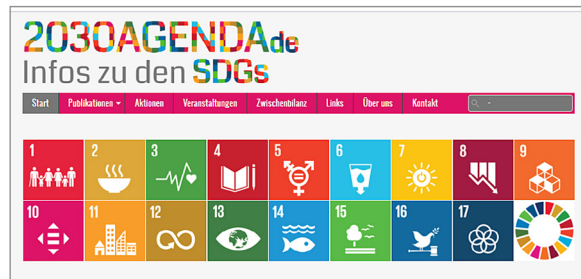 2030AGENDAde
Infos zu den SDGs
Start Publikationen Aktionen Veranstaltungen Zwischenbilanz Links Über uns Kontakt
1 2 3 4 5 6 7 8 9
10 11 12 13 14 15 16 17